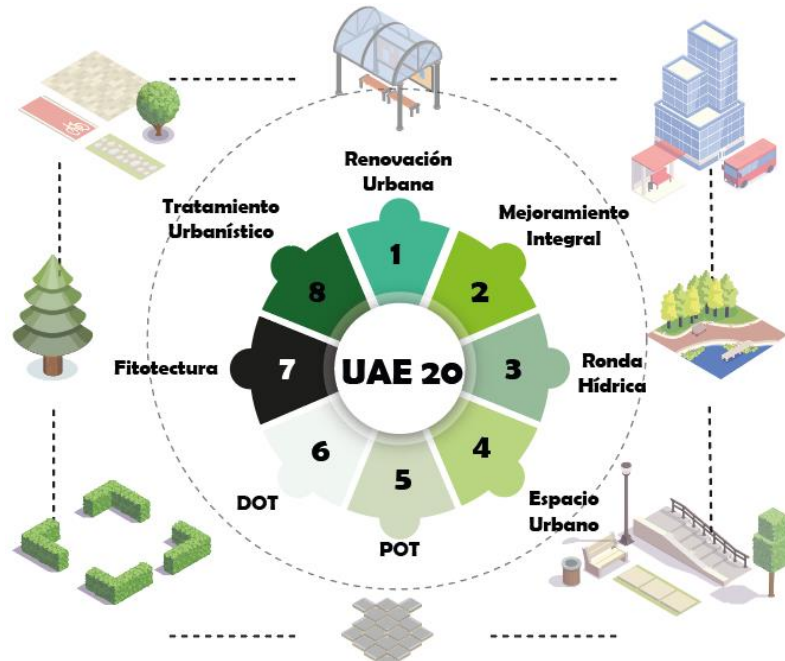 Renovación
Urbana
1
Mejoramiento
Integral
2
Ronda
Hídrica
3
Espacio
Urbano
4
POT
5
DOT
6
Fitotectura
7
Tratamiento
Urbanístico
8
UAE 20